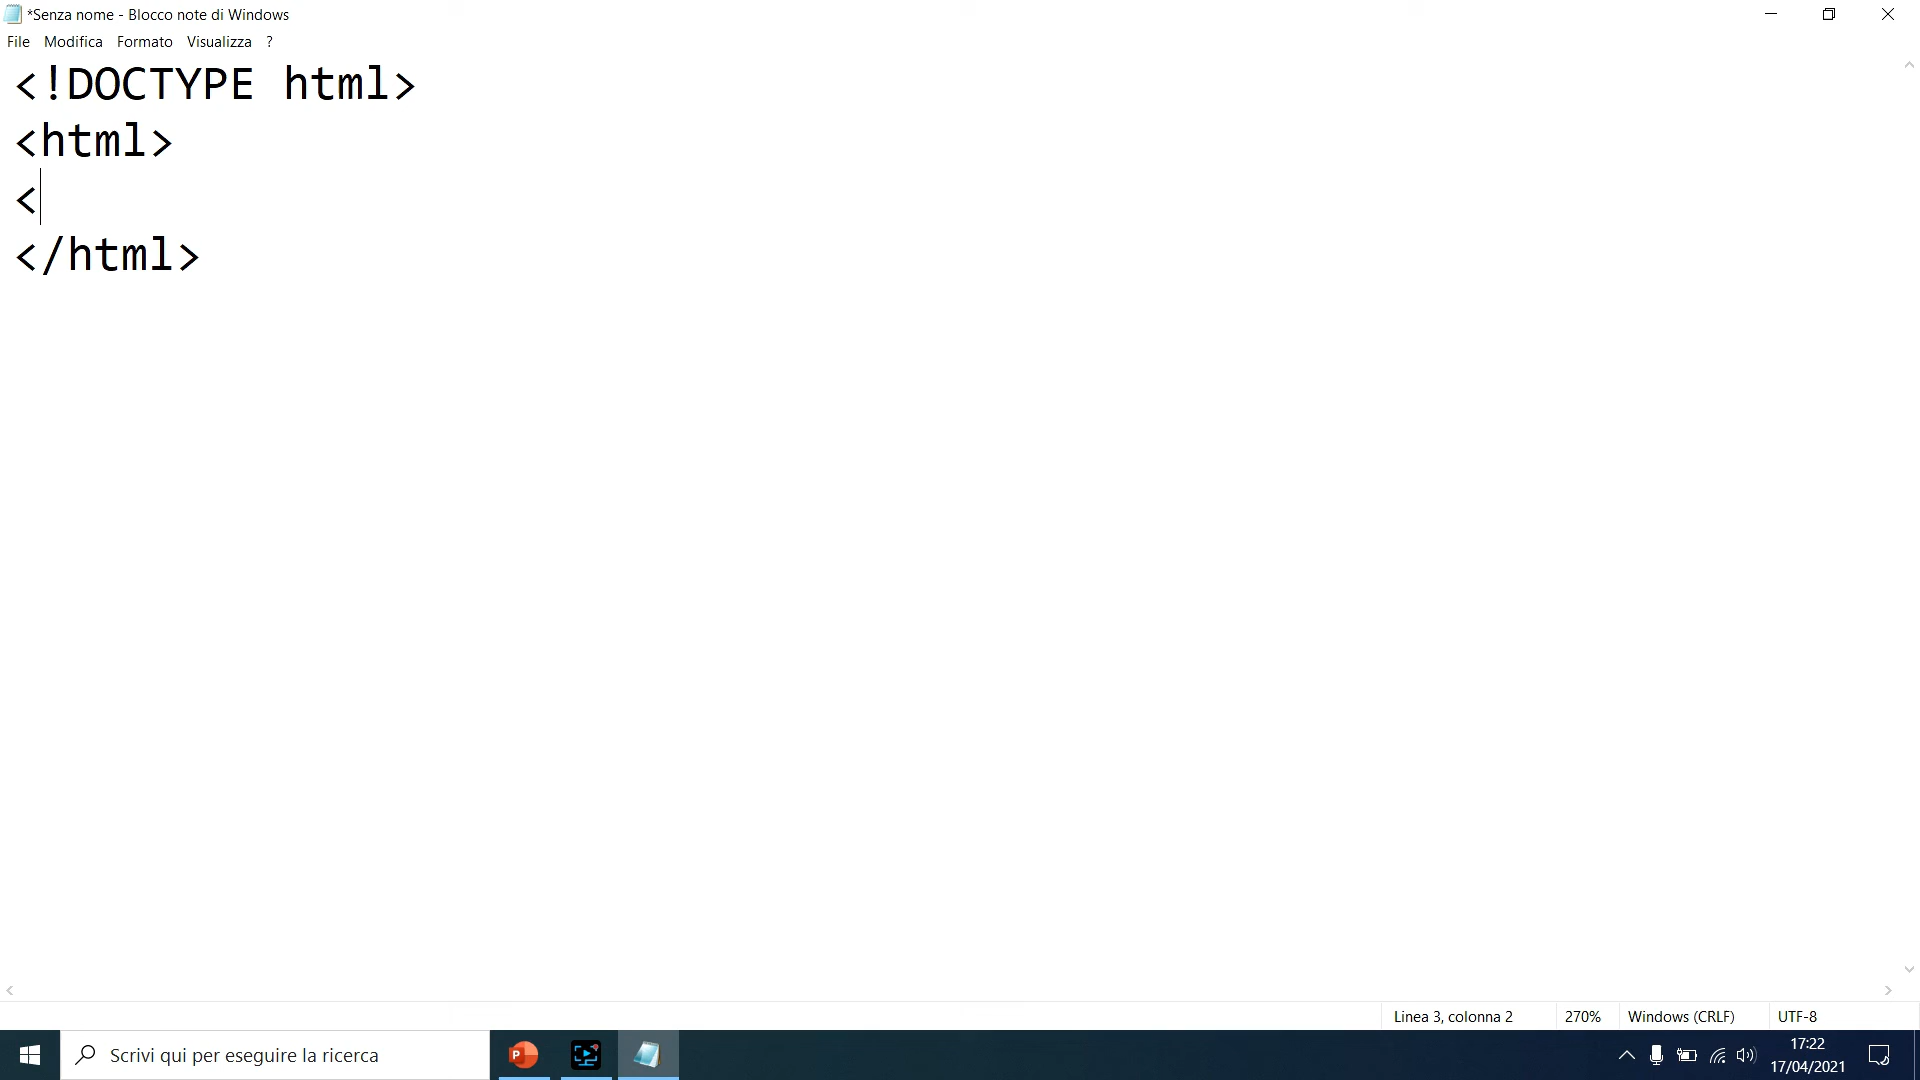 *Senza nome - Blocco note di Windows
File Modifica Formato Visualizza ?
<!DOCTYPE html>
<html>
<
</html>
Linea 3, colonna 2 270% Windows (CRLF) UTF-8
Scrivi qui per eseguire la ricerca
P
17:22
17/04/2021